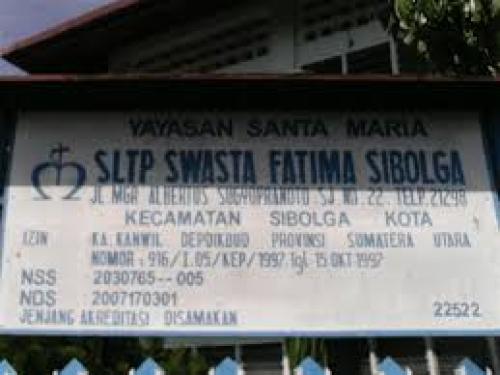 YAYASAN SANTA MARIA
SLTP SWASTA FATIMA SIBOLGA
JL MGR ALBERTUS SUGYOPRANOTO SJ NO 22. TELP.21298
KECAMATAN SIBOLGA KOTA
IZIN KA. KANWIL DEPDIKBUD PROVINSI SUMATERA UTARA
NOMOR : 916/I.05/KEP/1997 Tgl. 15 OKT 1997
NSS 2030765--005
NDS 2007170301
JENJANG AKREDITASI DISAMAKAN 22522